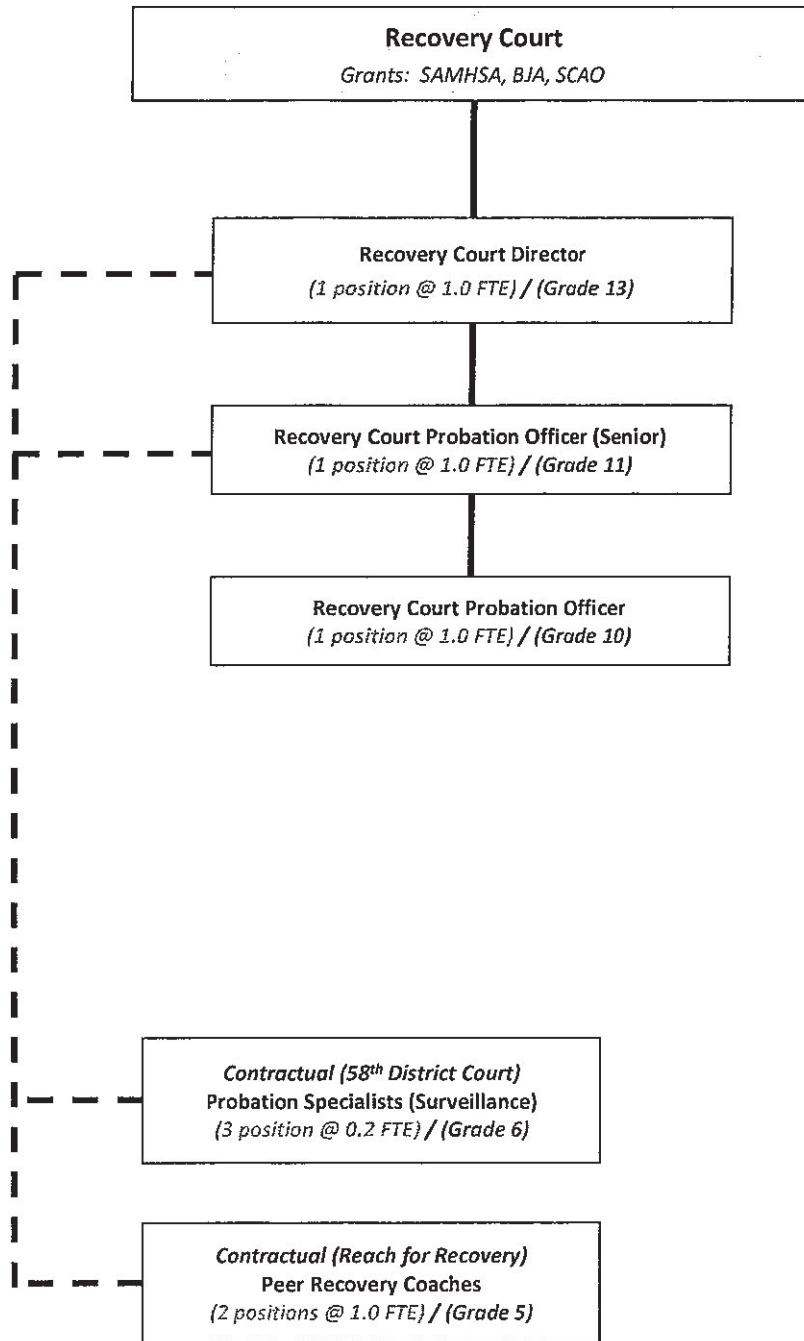 Recovery Court
Grants: SAMHSA, BJA, SCAO
Recovery Court Director
(1 position @ 1.0 FTE) / (Grade 13)
Recovery Court Probation Officer (Senior)
(1 position @ 1.0 FTE) / (Grade 11)
Recovery Court Probation Officer
(1 position @ 1.0 FTE) / (Grade 10)
Contractual (58th District Court)
Probation Specialists (Surveillance)
(3 position @ 0.2 FTE) / (Grade 6)
Contractual (Reach for Recovery)
Peer Recovery Coaches
(2 positions @ 1.0 FTE) / (Grade 5)